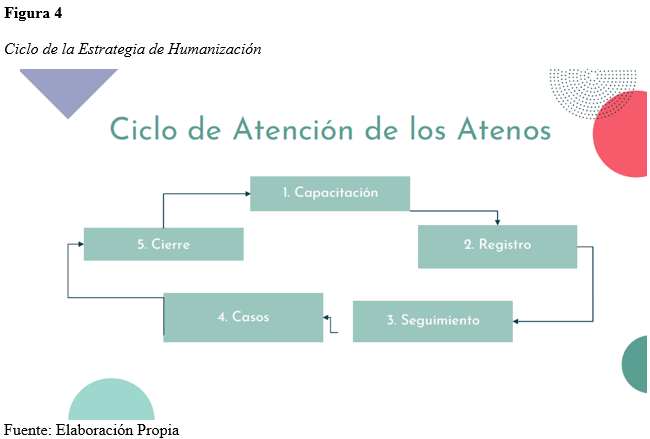 Figura 4
Ciclo de la Estrategia de Humanización
Ciclo de Atención de los Atenos
1. Capacitación
5. Cierre
2. Registro
4. Casos
3. Seguimiento
Fuente: Elaboración Propia